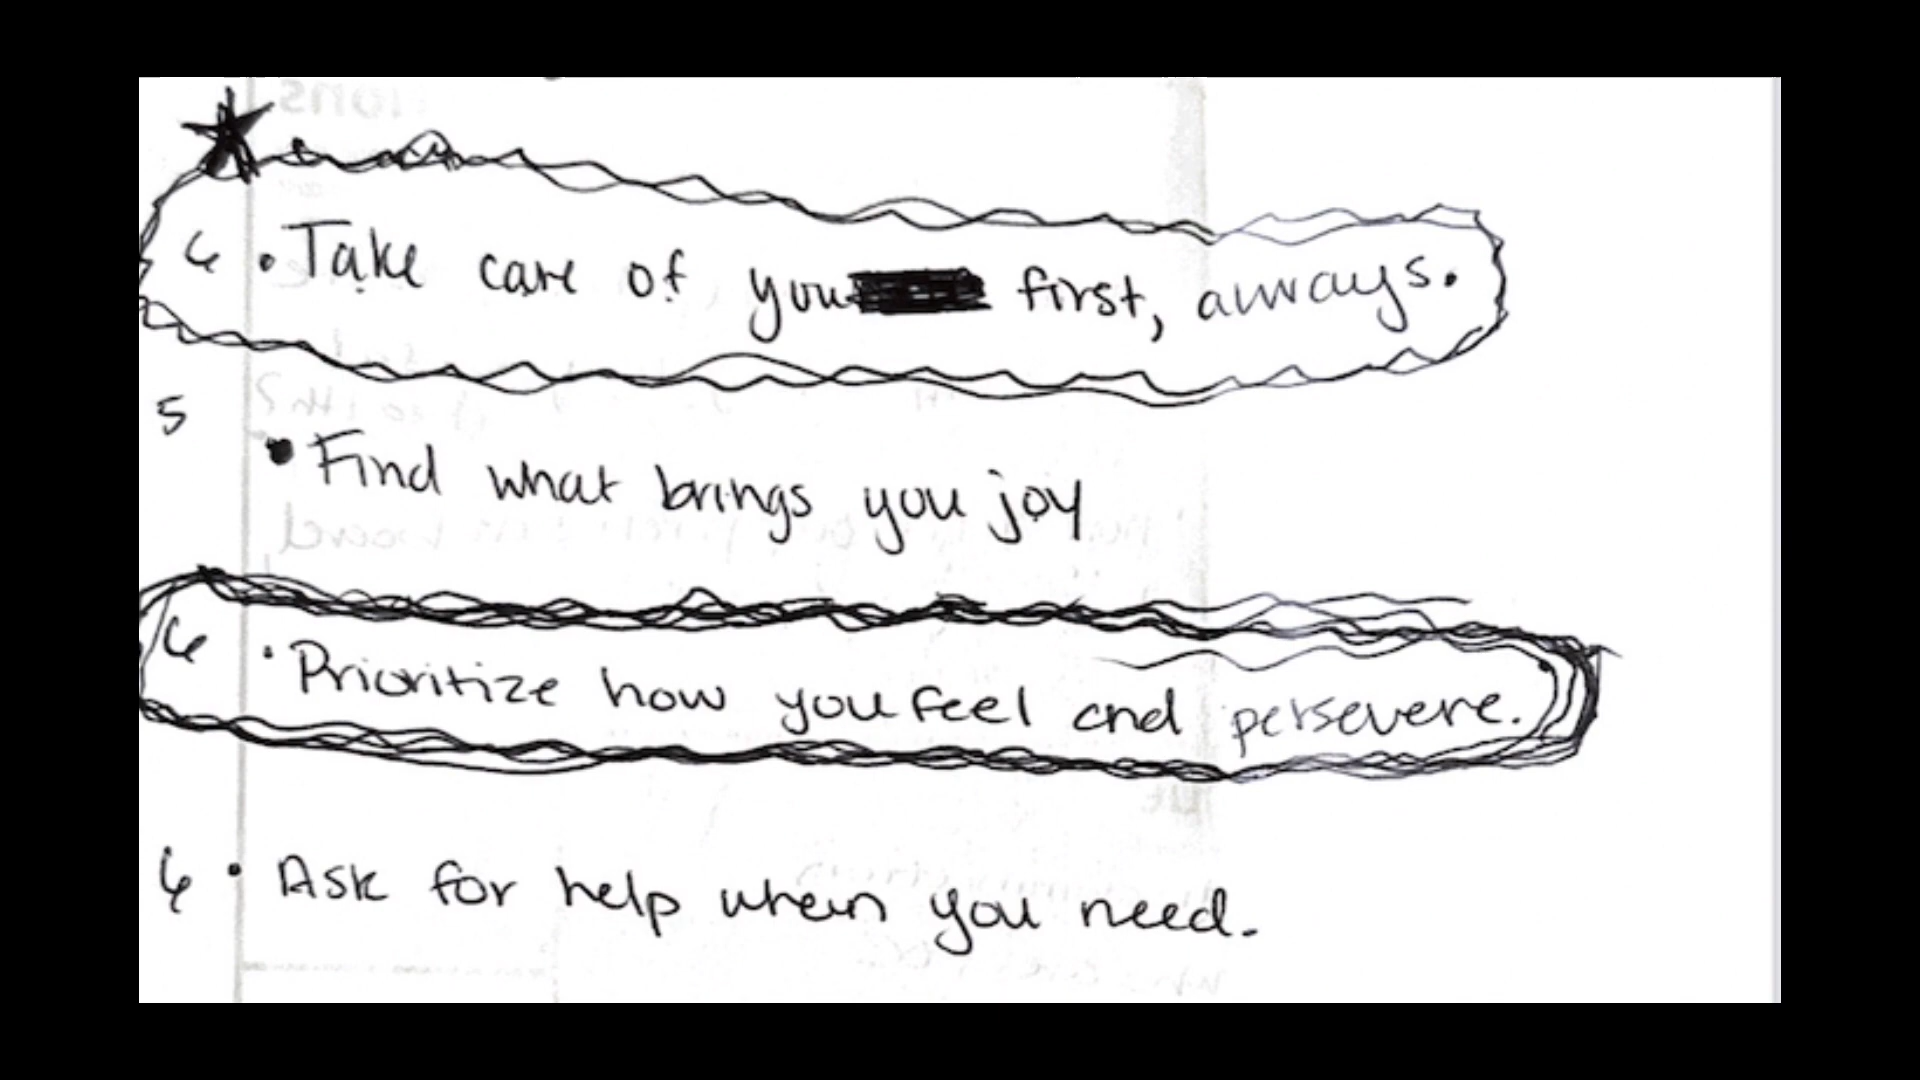 6 • Take care of you first, always.
5
• Find what brings you joy
6 • Prioritize how you feel and persevere.
6 • Ask for help when you need.